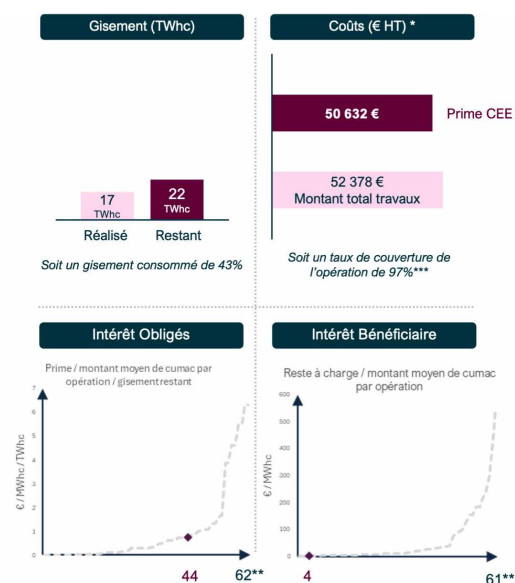 Gisement (TWhc)
Coûts (€ HT) *
50 632 €
Prime CEE
52 378 €
Montant total travaux
17
TWhc
22
TWhc
Réalisé
Restant
Soit un gisement consommé de 43%
Soit un taux de couverture de
l'opération de 97%***
Intérêt Obligés
Intérêt Bénéficiaire
Prime / montant moyen de cumac par
opération / gisement restant
€ / MWhc / TWhc
7
6
5
4
3
2
1
0
44
62**
Reste à charge / montant moyen de cumac
par opération
€ / MWhc
600
500
400
300
200
100
0
4
61**